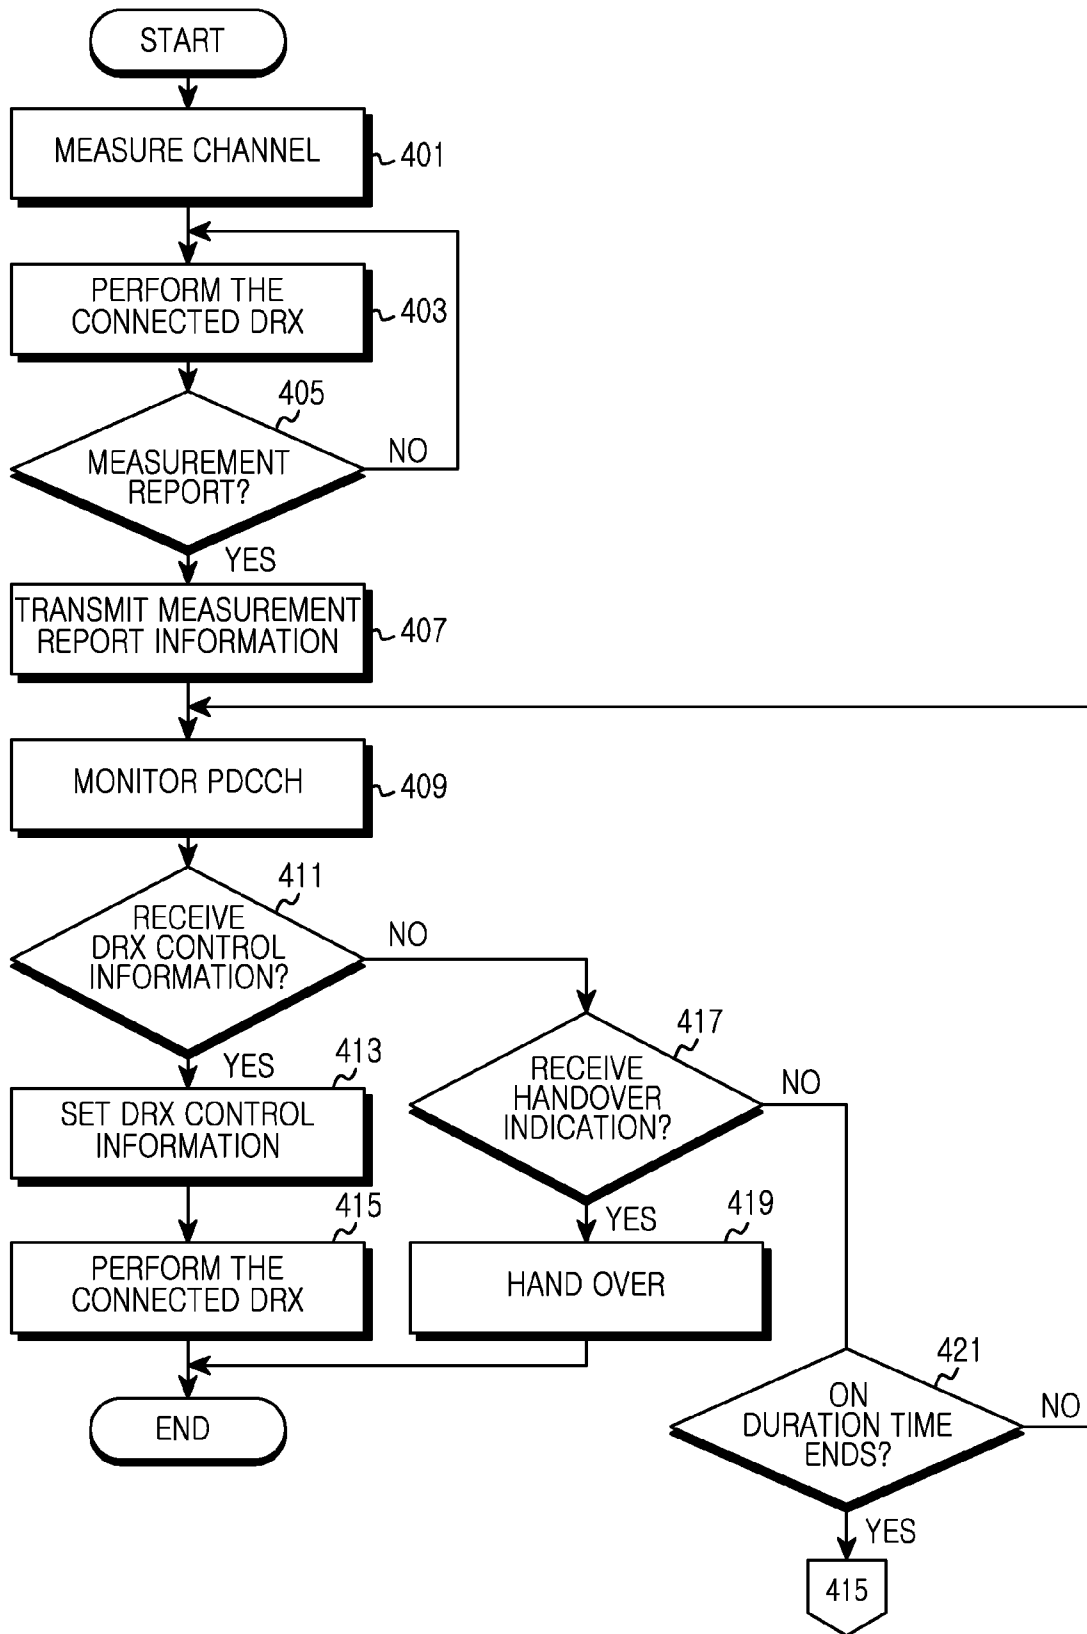 START
MEASURE CHANNEL
401
PERFORM THE
CONNECTED DRX
403
405
MEASUREMENT
REPORT?
NO
YES
TRANSMIT MEASUREMENT
REPORT INFORMATION
407
MONITOR PDCCH
409
411
RECEIVE
DRX CONTROL
INFORMATION?
NO
YES
413
SET DRX CONTROL
INFORMATION
415
PERFORM THE
CONNECTED DRX
417
RECEIVE
HANDOVER
INDICATION?
NO
YES
419
HAND OVER
421
ON
DURATION TIME
ENDS?
NO
YES
415
END